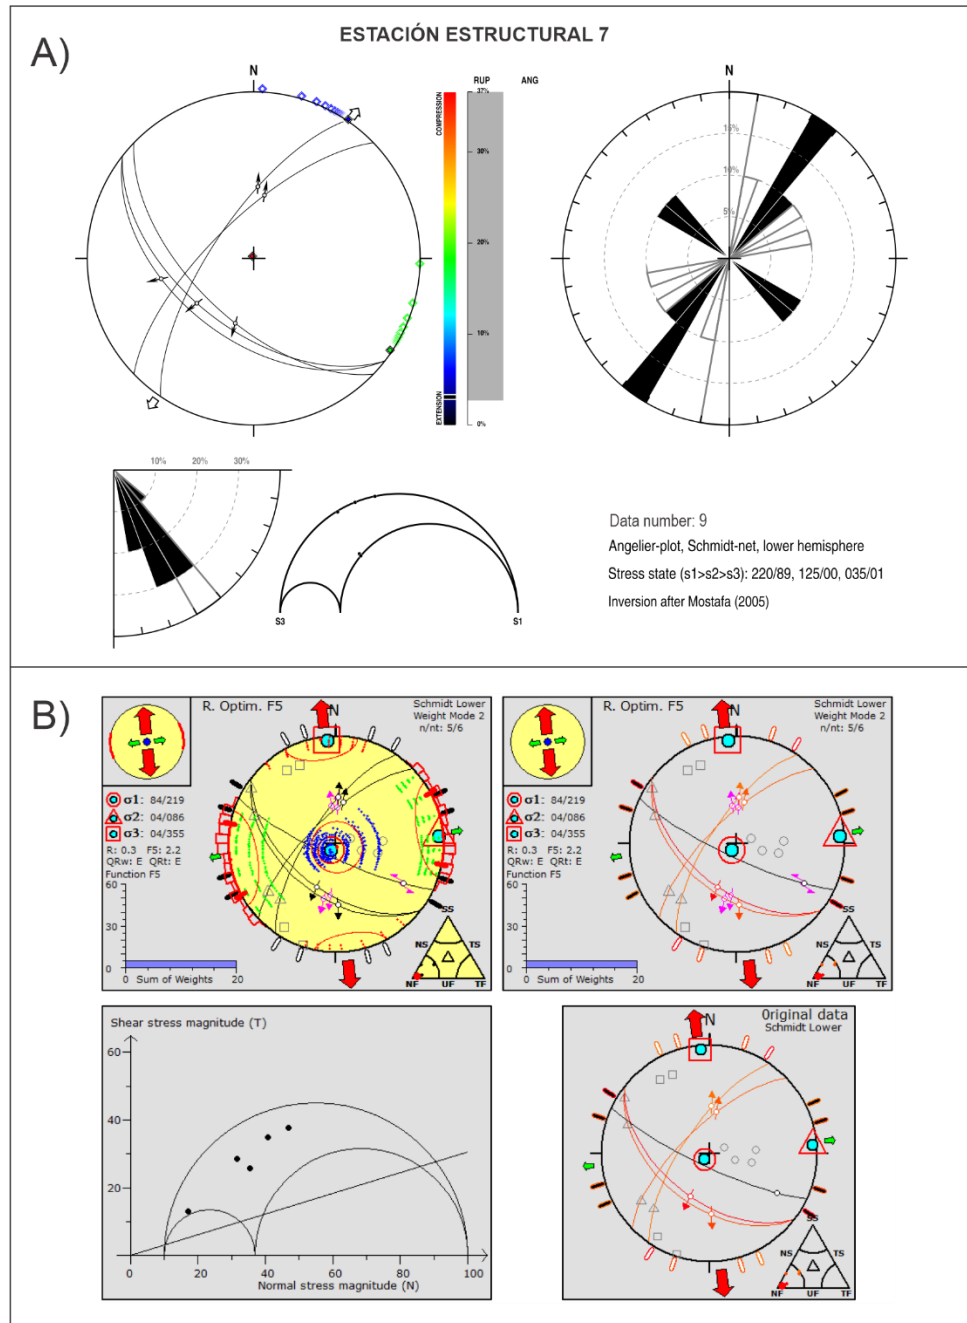 A)
ESTACIÓN ESTRUCTURAL 7
N
RUP
ANG
N
COMPRESSION
EXTENSION
37%
30%
20%
10%
0%
15%
10%
5%
10%
20%
30%
S3
S1
Data number: 9
Angelier-plot, Schmidt-net, lower hemisphere
Stress state (s1>s2>s3): 220/89, 125/00, 035/01
Inversion after Mostafa (2005)
B)
R. Optim. F5
Schmidt Lower
Weight Mode 2
n/nt: 5/6
N
σ1: 84/219
σ2: 04/086
σ3: 04/355
R: 0.3 F5: 2.2
QRw: E QRt: E
Function F5
60
30
0
0 Sum of Weights 20
SS
NS
TS
NF
UF
TF
R. Optim. F5
Schmidt Lower
Weight Mode 2
n/nt: 5/6
N
σ1: 84/219
σ2: 04/086
σ3: 04/355
R: 0.3 F5: 2.2
QRw: E QRt: E
Function F5
60
30
0
0 Sum of Weights 20
SS
NS
TS
NF
UF
TF
Shear stress magnitude (T)
60
40
20
20
40
60
80
100
Normal stress magnitude (N)
Original data
Schmidt Lower
N
SS
NS
TS
NF
UF
TF